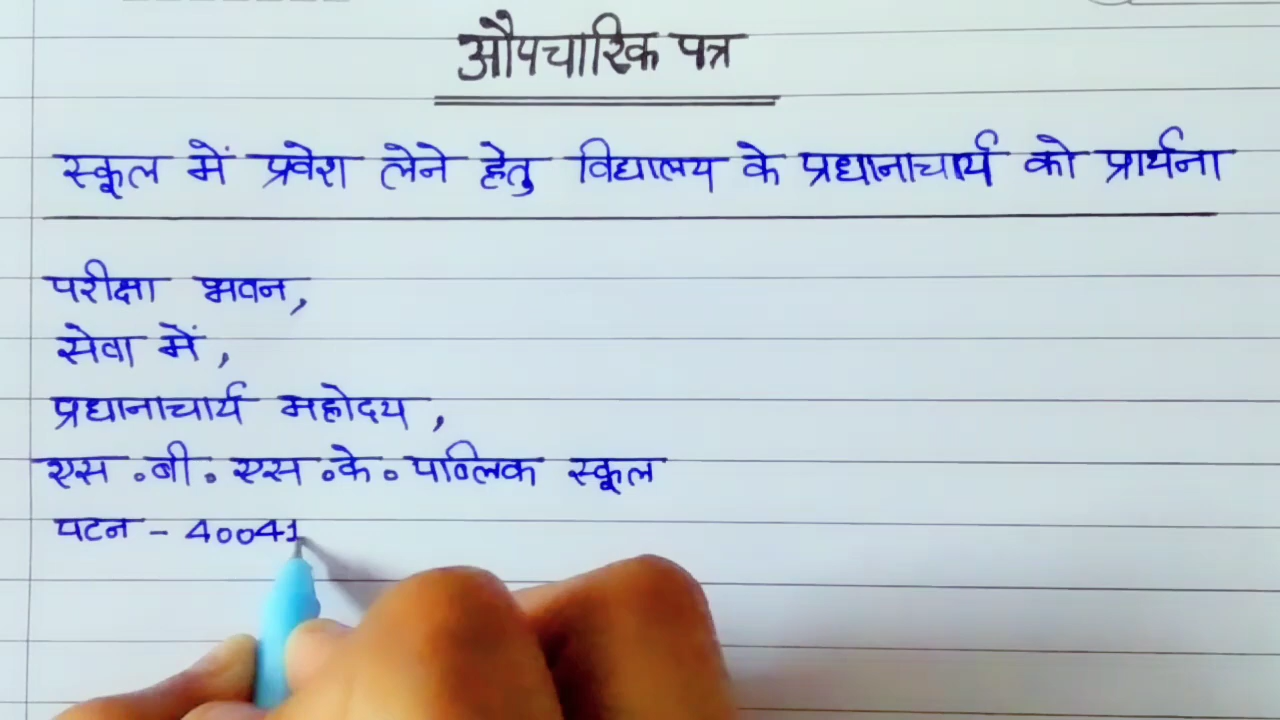 औपचारिक पत्र
स्कूल में प्रवेश लेने हेतु विद्यालय के प्रधानाचार्य को प्रार्थना
परीक्षा भवन,
सेवा में,
प्रधानाचार्य महोदय,
एस.बी.एस.के.पब्लिक स्कूल
पटन - 40041